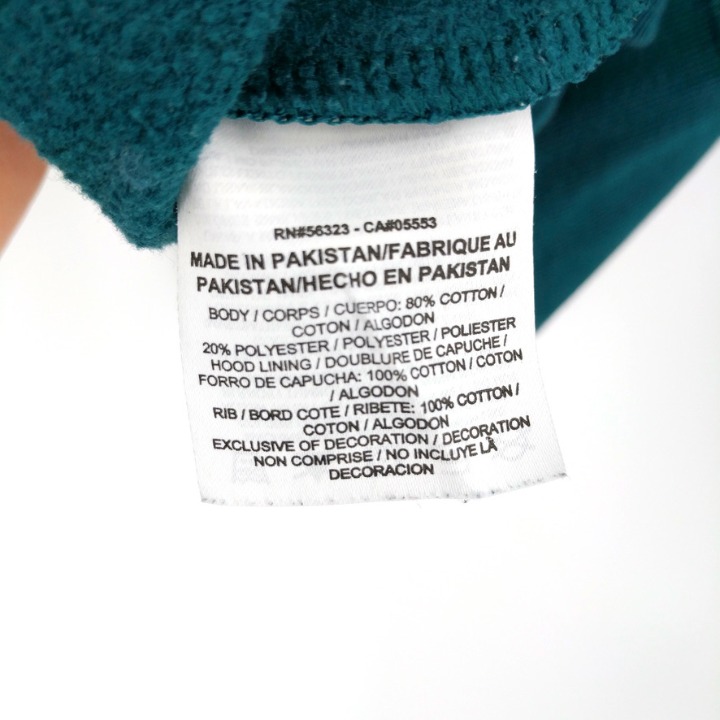 RN#56323 - CA#05553
MADE IN PAKISTAN/FABRIQUE AU
PAKISTAN/HECHO EN PAKISTAN
BODY / CORPS / CUERPO: 80% COTTON /
COTON / ALGODON
20% POLYESTER / POLYESTER / POLIESTER
HOOD LINING / DOUBLURE DE CAPUCHE /
FORRO DE CAPUCHA: 100% COTTON / COTON
/ ALGODON
RIB / BORD COTE / RIBETE: 100% COTTON /
COTON / ALGODON
EXCLUSIVE OF DECORATION / DECORATION
NON COMPRISE / NO INCLUYE LA
DECORACION